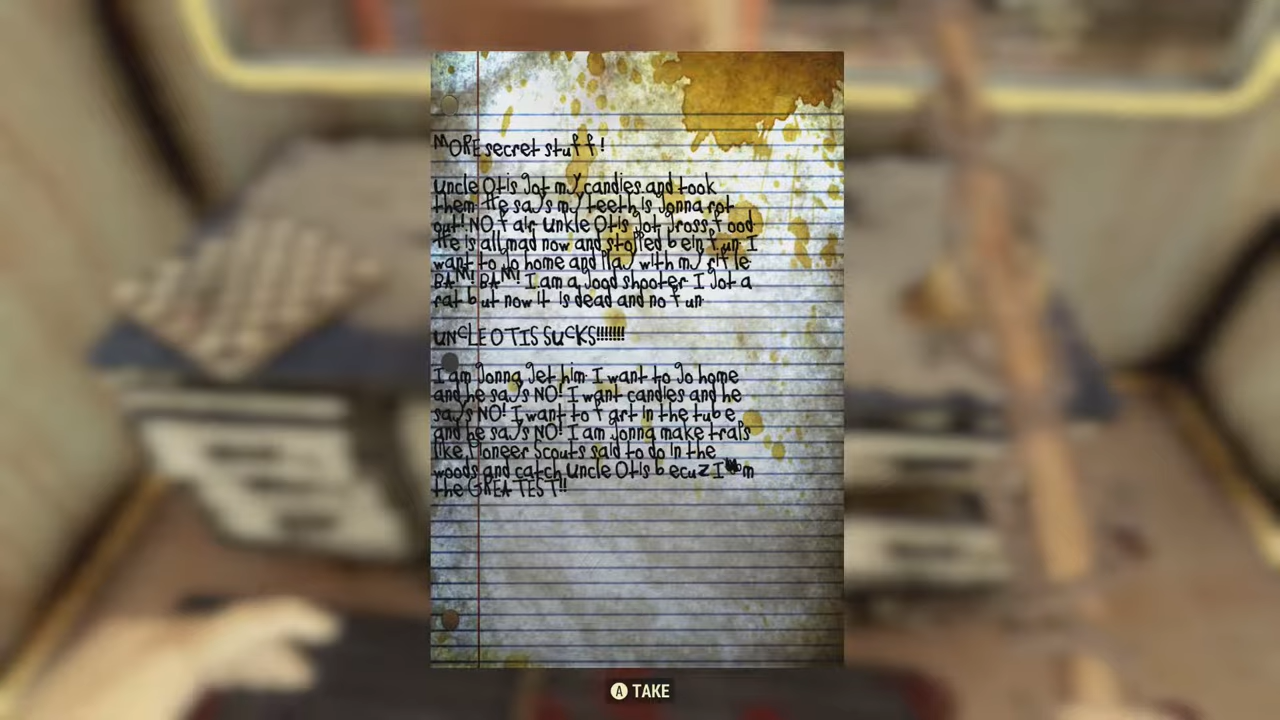 MORE secret stuff!
Uncle Otis got my candies and took
them He says my teeth is gonna rot
out! NO fair Unkle Otis got gross food
He is all mad now and stopped bein fun I
want to go home and play with my rifle
BAM! BAM! I am a good shooter I got a
rat but now it is dead and no fun
UNCLE OTIS SUCKS!!!!!!!
I am gonna get him I want to go home
and he says NO! I want candies and he
says NO! I want to fart in the tube
and he says NO! I am gonna make traps
like Pioneer Scouts said to do in the
woods and catch Uncle Otis becuz I m
the GREATEST!!
A TAKE